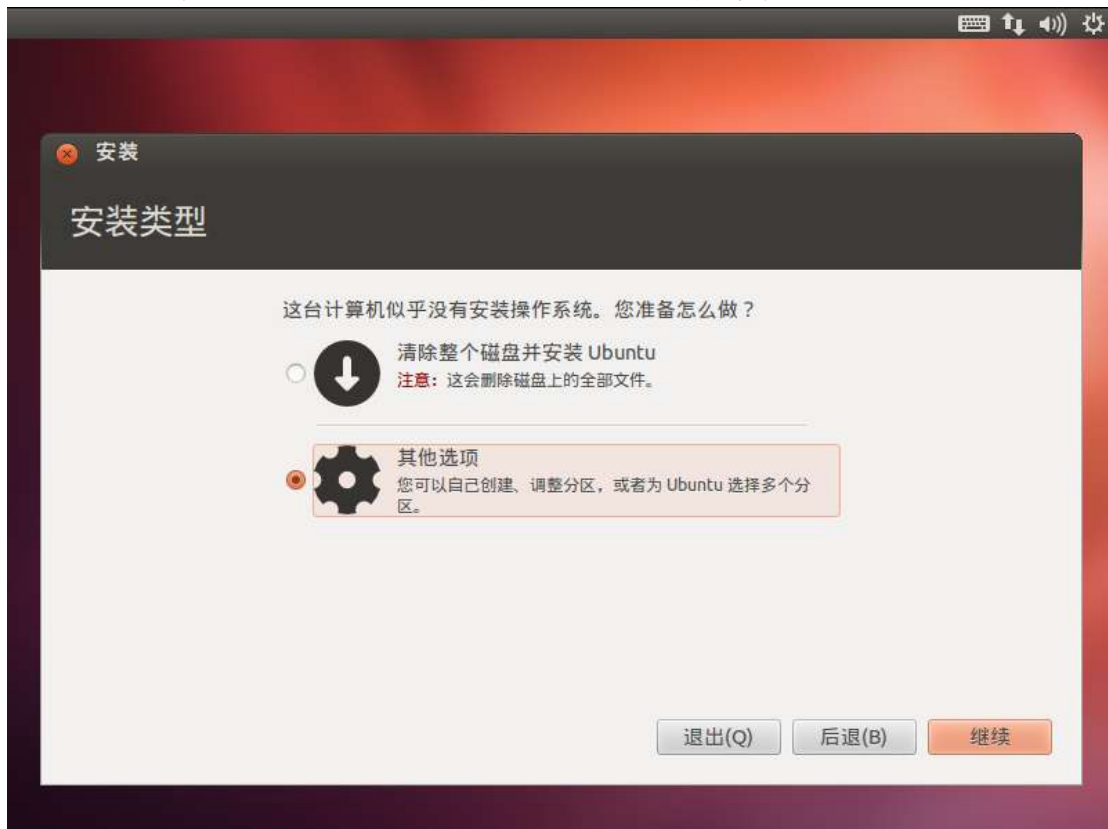 安装
安装类型
这台计算机似乎没有安装操作系统。您准备怎么做？
清除整个磁盘并安装 Ubuntu
注意：这会删除磁盘上的全部文件。
其他选项
您可以自己创建、调整分区，或者为 Ubuntu 选择多个分
区。
退出(Q) 后退(B) 继续